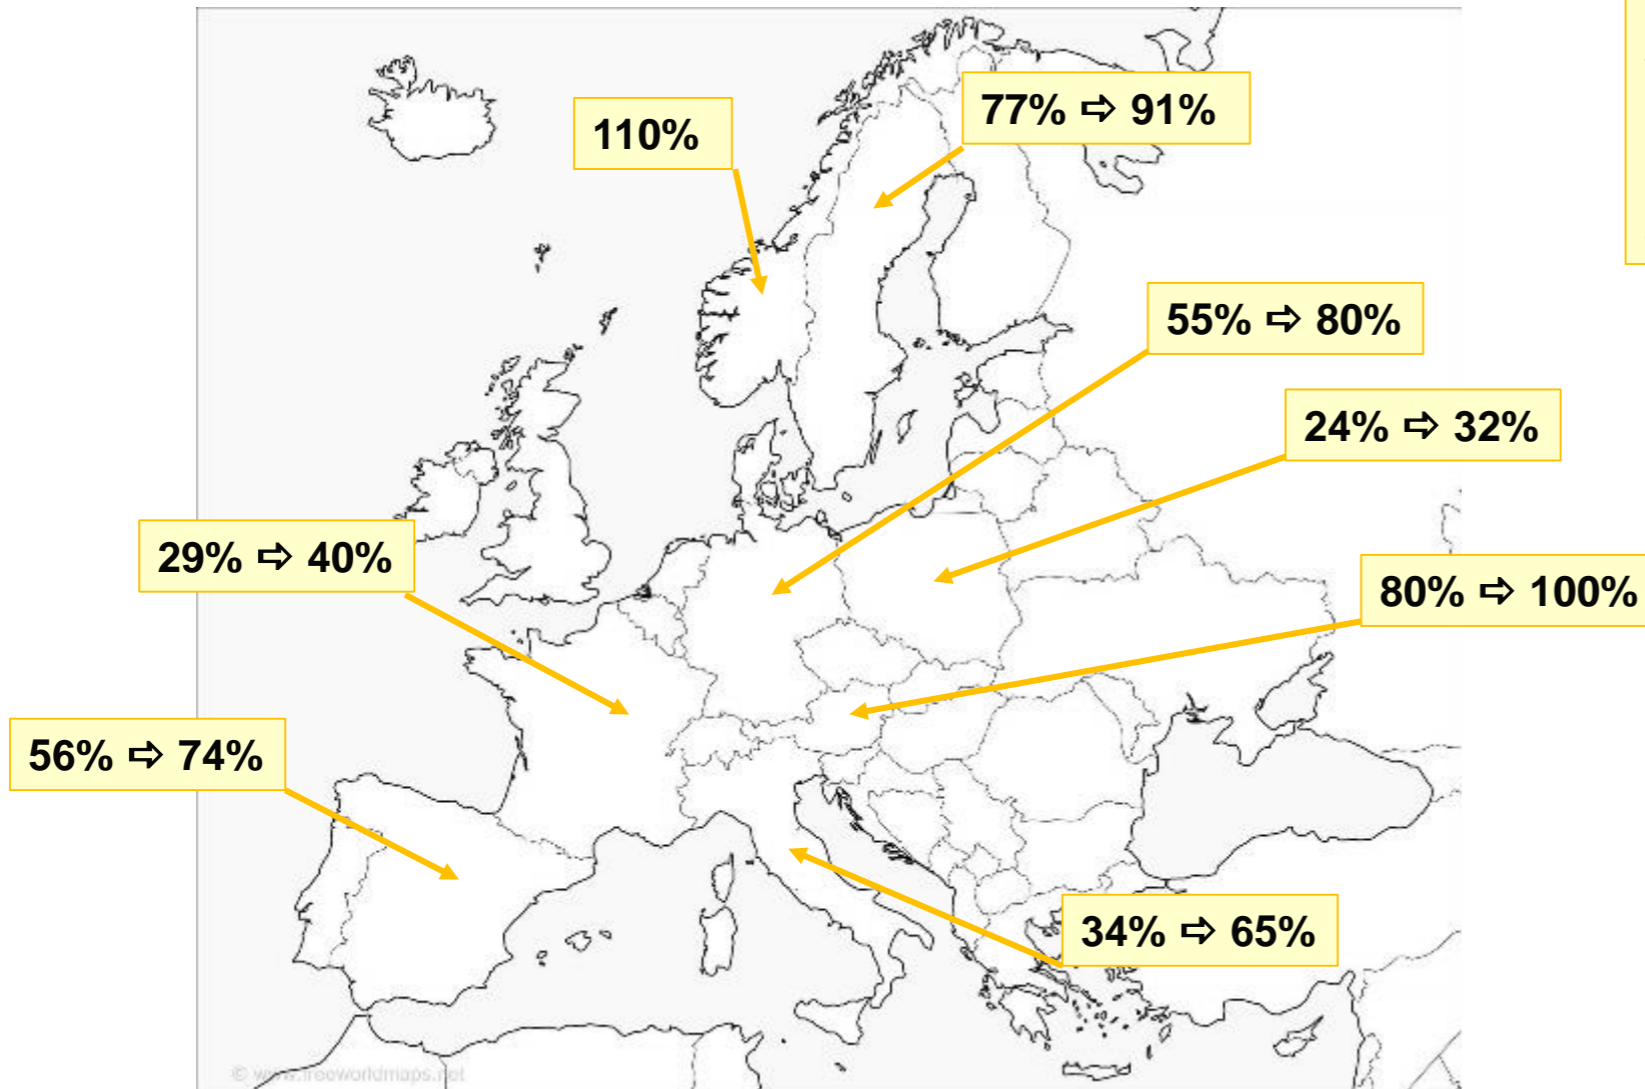 77% ⇨ 91%
110%
55% ⇨ 80%
24% ⇨ 32%
29% ⇨ 40%
80% ⇨ 100%
56% ⇨ 74%
34% ⇨ 65%
© www.freeworldmaps.net